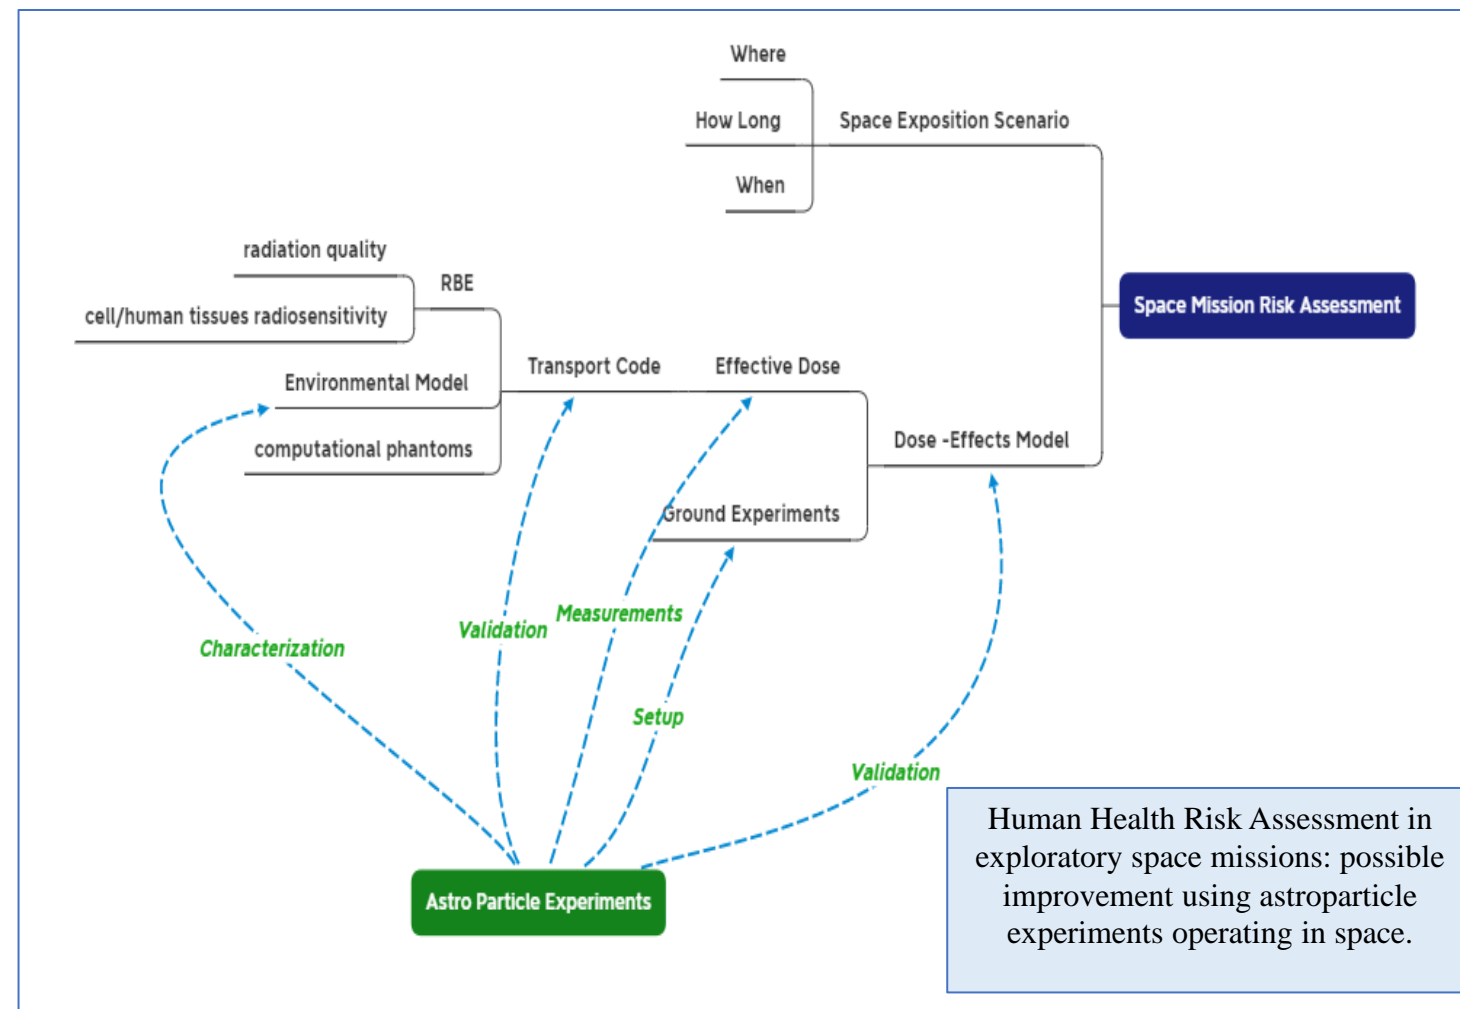 Where
How Long
Space Exposition Scenario
When
radiation quality
RBE
cell/human tissues radiosensitivity
Space Mission Risk Assessment
Environmental Model
Transport Code
Effective Dose
computational phantoms
Dose -Effects Model
Ground Experiments
Characterization
Validation
Measurements
Setup
Validation
Astro Particle Experiments
Human Health Risk Assessment in
exploratory space missions: possible
improvement using astroparticle
experiments operating in space.